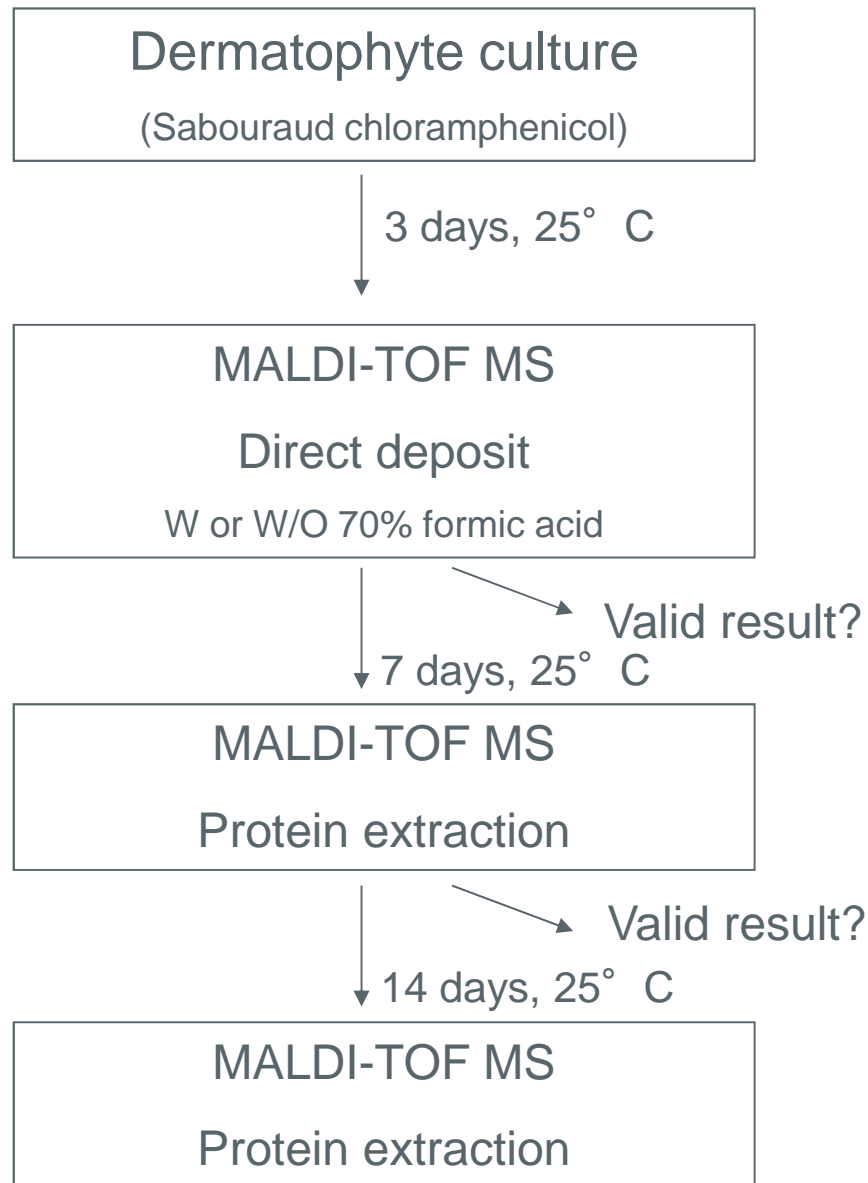 Dermatophyte culture
(Sabouraud chloramphenicol)
3 days, 25° C
MALDI-TOF MS
Direct deposit
W or W/O 70% formic acid
Valid result?
7 days, 25° C
MALDI-TOF MS
Protein extraction
Valid result?
14 days, 25° C
MALDI-TOF MS
Protein extraction